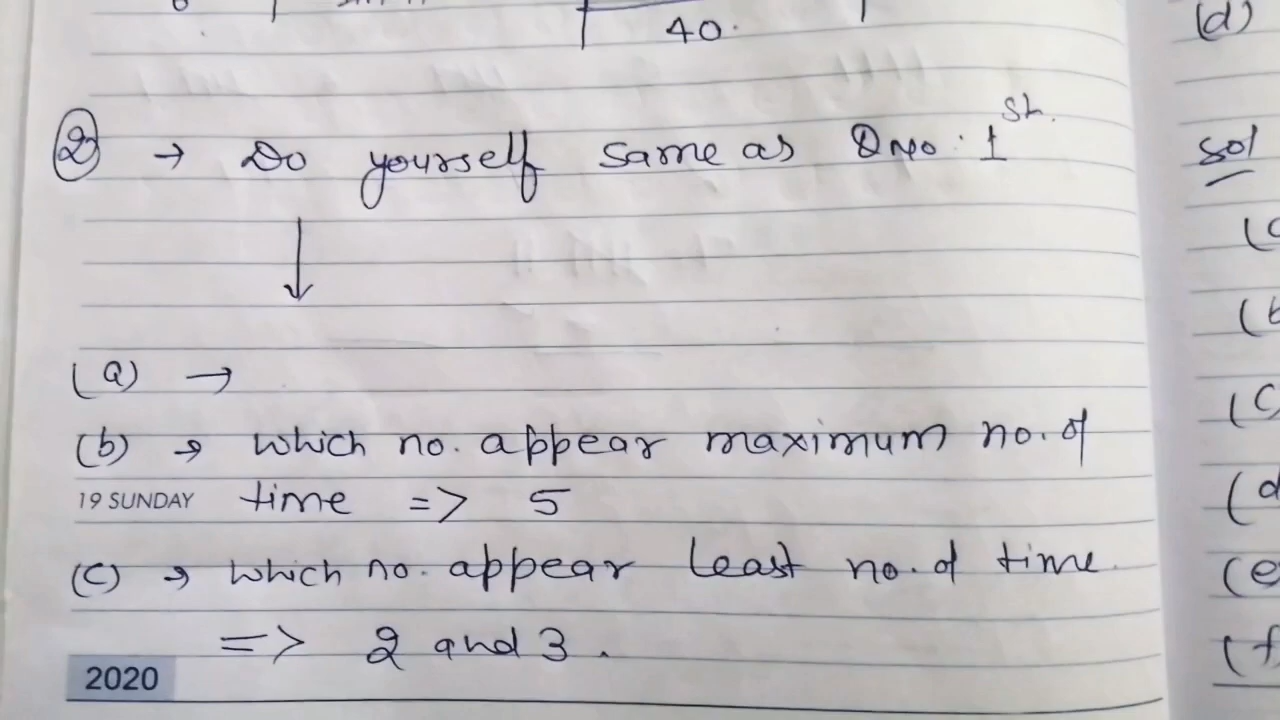 40.
(d)
② → Do yourself same as Q no. 1st.
Sol
(a) →
(b) → which no. appear maximum no. of
19 SUNDAY time => 5
(c) → which no. appear least no. of time.
=> 2 and 3.
2020